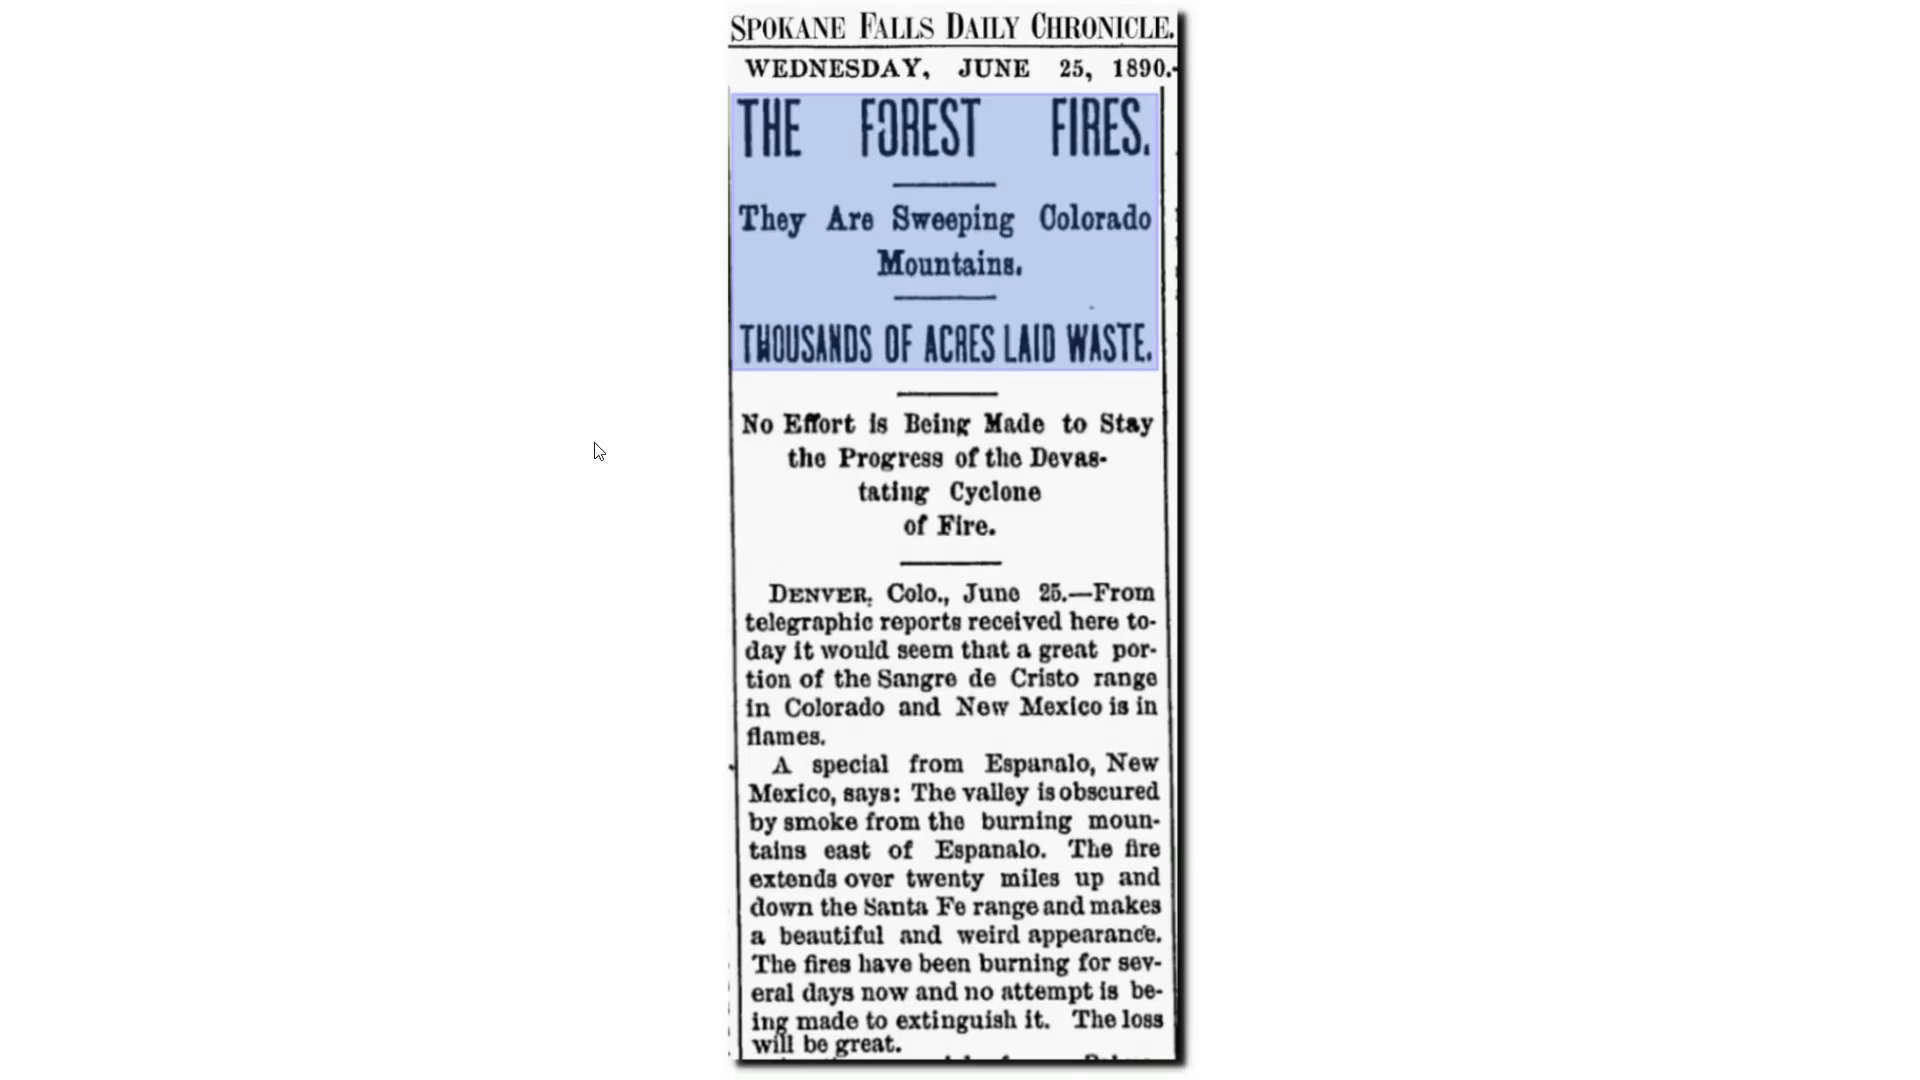 SPOKANE FALLS DAILY CHRONICLE.
WEDNESDAY, JUNE 25, 1890.-
THE FOREST FIRES.
They Are Sweeping Colorado
Mountains.
THOUSANDS OF ACRES LAID WASTE.
No Effort is Being Made to Stay
the Progress of the Devas-
tating Cyclone
of Fire.
DENVER, Colo., June 25.—From
telegraphic reports received here to-
day it would seem that a great por-
tion of the Sangre de Cristo range
in Colorado and New Mexico is in
flames.
A special from Espanalo, New
Mexico, says: The valley is obscured
by smoke from the burning moun-
tains east of Espanalo. The fire
extends over twenty miles up and
down the Santa Fe range and makes
a beautiful and weird appearance.
The fires have been burning for sev-
eral days now and no attempt is be-
ing made to extinguish it. The loss
will be great.